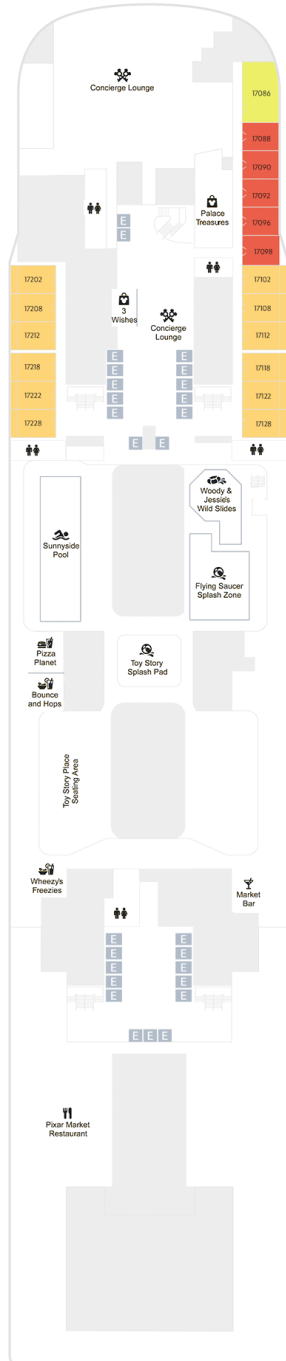 Concierge Lounge
17086
17088
17090
17092
17096
17098
Palace
Treasures
E
E
3
Wishes
Concierge
Lounge
17202
17208
17212
17218
17222
17228
17102
17108
17112
17118
17122
17128
E E
E E
E E
E E
E E
E E
Sunnyside
Pool
Woody &
Jessie's
Wild Slides
Flying Saucer
Splash Zone
Pizza
Planet
Bounce
and Hops
Toy Story
Splash Pad
Toy Story Place
Seating Area
Wheezy's
Freezies
Market
Bar
E E
E E
E E
E E
E E
E E E
Pixar Market
Restaurant